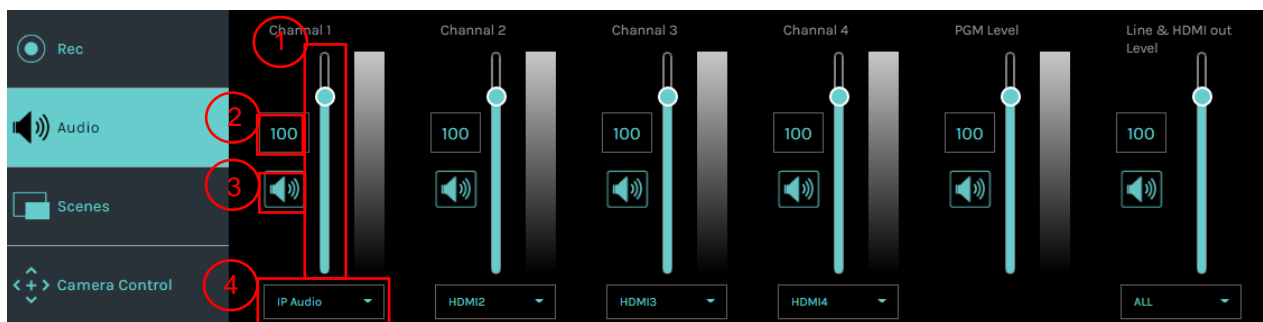 Rec
Audio
Scenes
Camera Control
Channal 1
Channal 2
Channal 3
Channal 4
PGM Level
Line & HDMI out
Level
1
2
3
4
100
100
100
100
100
100
IP Audio
HDMI2
HDMI3
HDMI4
ALL